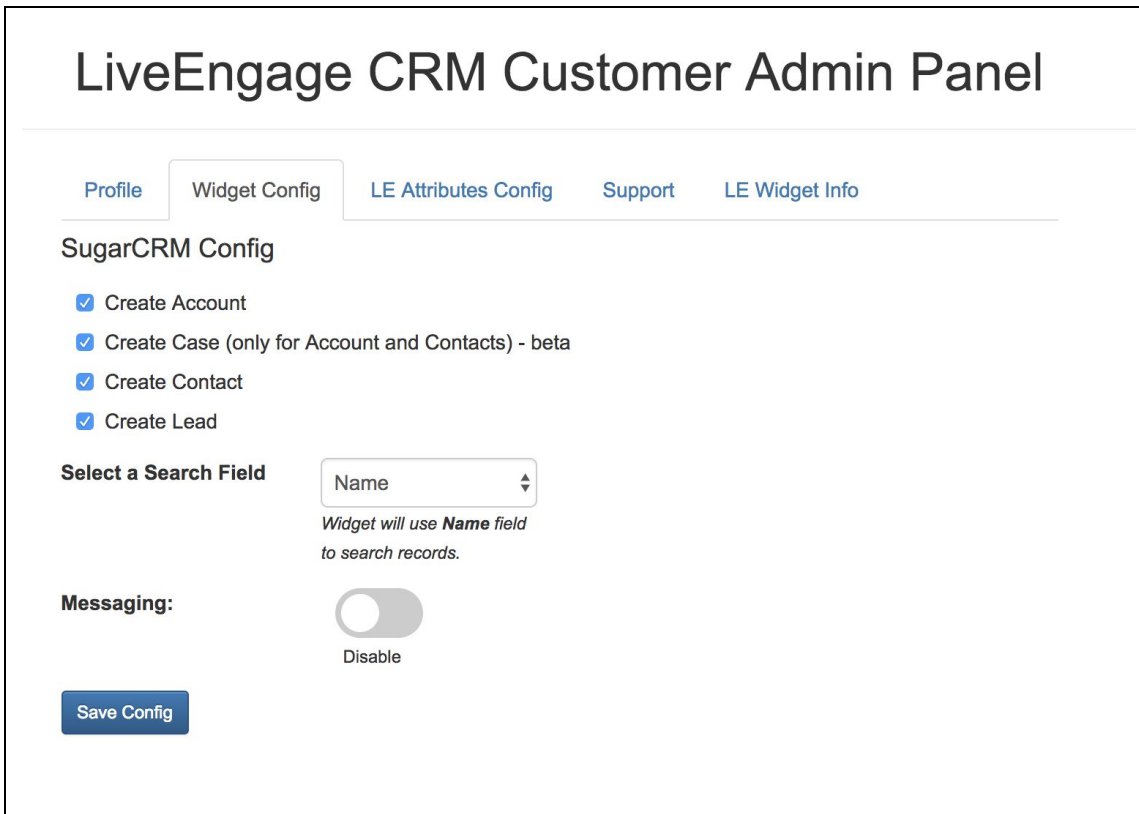 LiveEngage CRM Customer Admin Panel
Profile Widget Config LE Attributes Config Support LE Widget Info
SugarCRM Config
Create Account
Create Case (only for Account and Contacts) - beta
Create Contact
Create Lead
Select a Search Field Name
Widget will use Name field
to search records.
Messaging:
Disable
Save Config